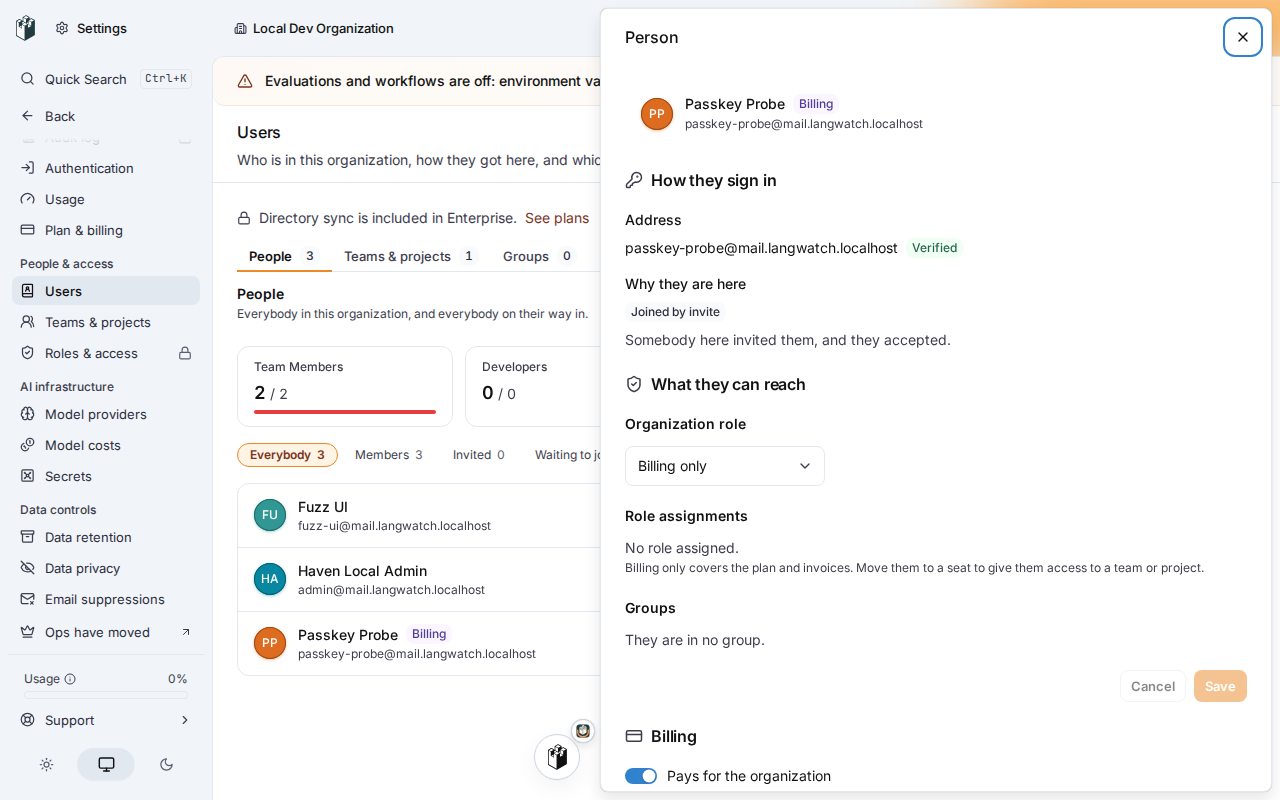 Settings
Quick Search
Ctrl+K
Back
Authentication
Usage
Plan & billing
People & access
Users
Teams & projects
Roles & access
AI infrastructure
Model providers
Model costs
Secrets
Data controls
Data retention
Data privacy
Email suppressions
Ops have moved
Usage
0%
Support
Local Dev Organization
Evaluations and workflows are off: environment va
Users
Who is in this organization, how they got here, and whic
Directory sync is included in Enterprise. See plans
People 3
Teams & projects 1
Groups 0
People
Everybody in this organization, and everybody on their way in.
Team Members
2 / 2
Developers
0 / 0
Everybody 3
Members 3
Invited 0
Waiting to jo
FU
Fuzz UI
fuzz-ui@mail.langwatch.localhost
HA
Haven Local Admin
admin@mail.langwatch.localhost
PP
Passkey Probe
Billing
passkey-probe@mail.langwatch.localhost
Person
PP
Passkey Probe
Billing
passkey-probe@mail.langwatch.localhost
How they sign in
Address
passkey-probe@mail.langwatch.localhost
Verified
Why they are here
Joined by invite
Somebody here invited them, and they accepted.
What they can reach
Organization role
Billing only
Role assignments
No role assigned.
Billing only covers the plan and invoices. Move them to a seat to give them access to a team or project.
Groups
They are in no group.
Cancel
Save
Billing
Pays for the organization